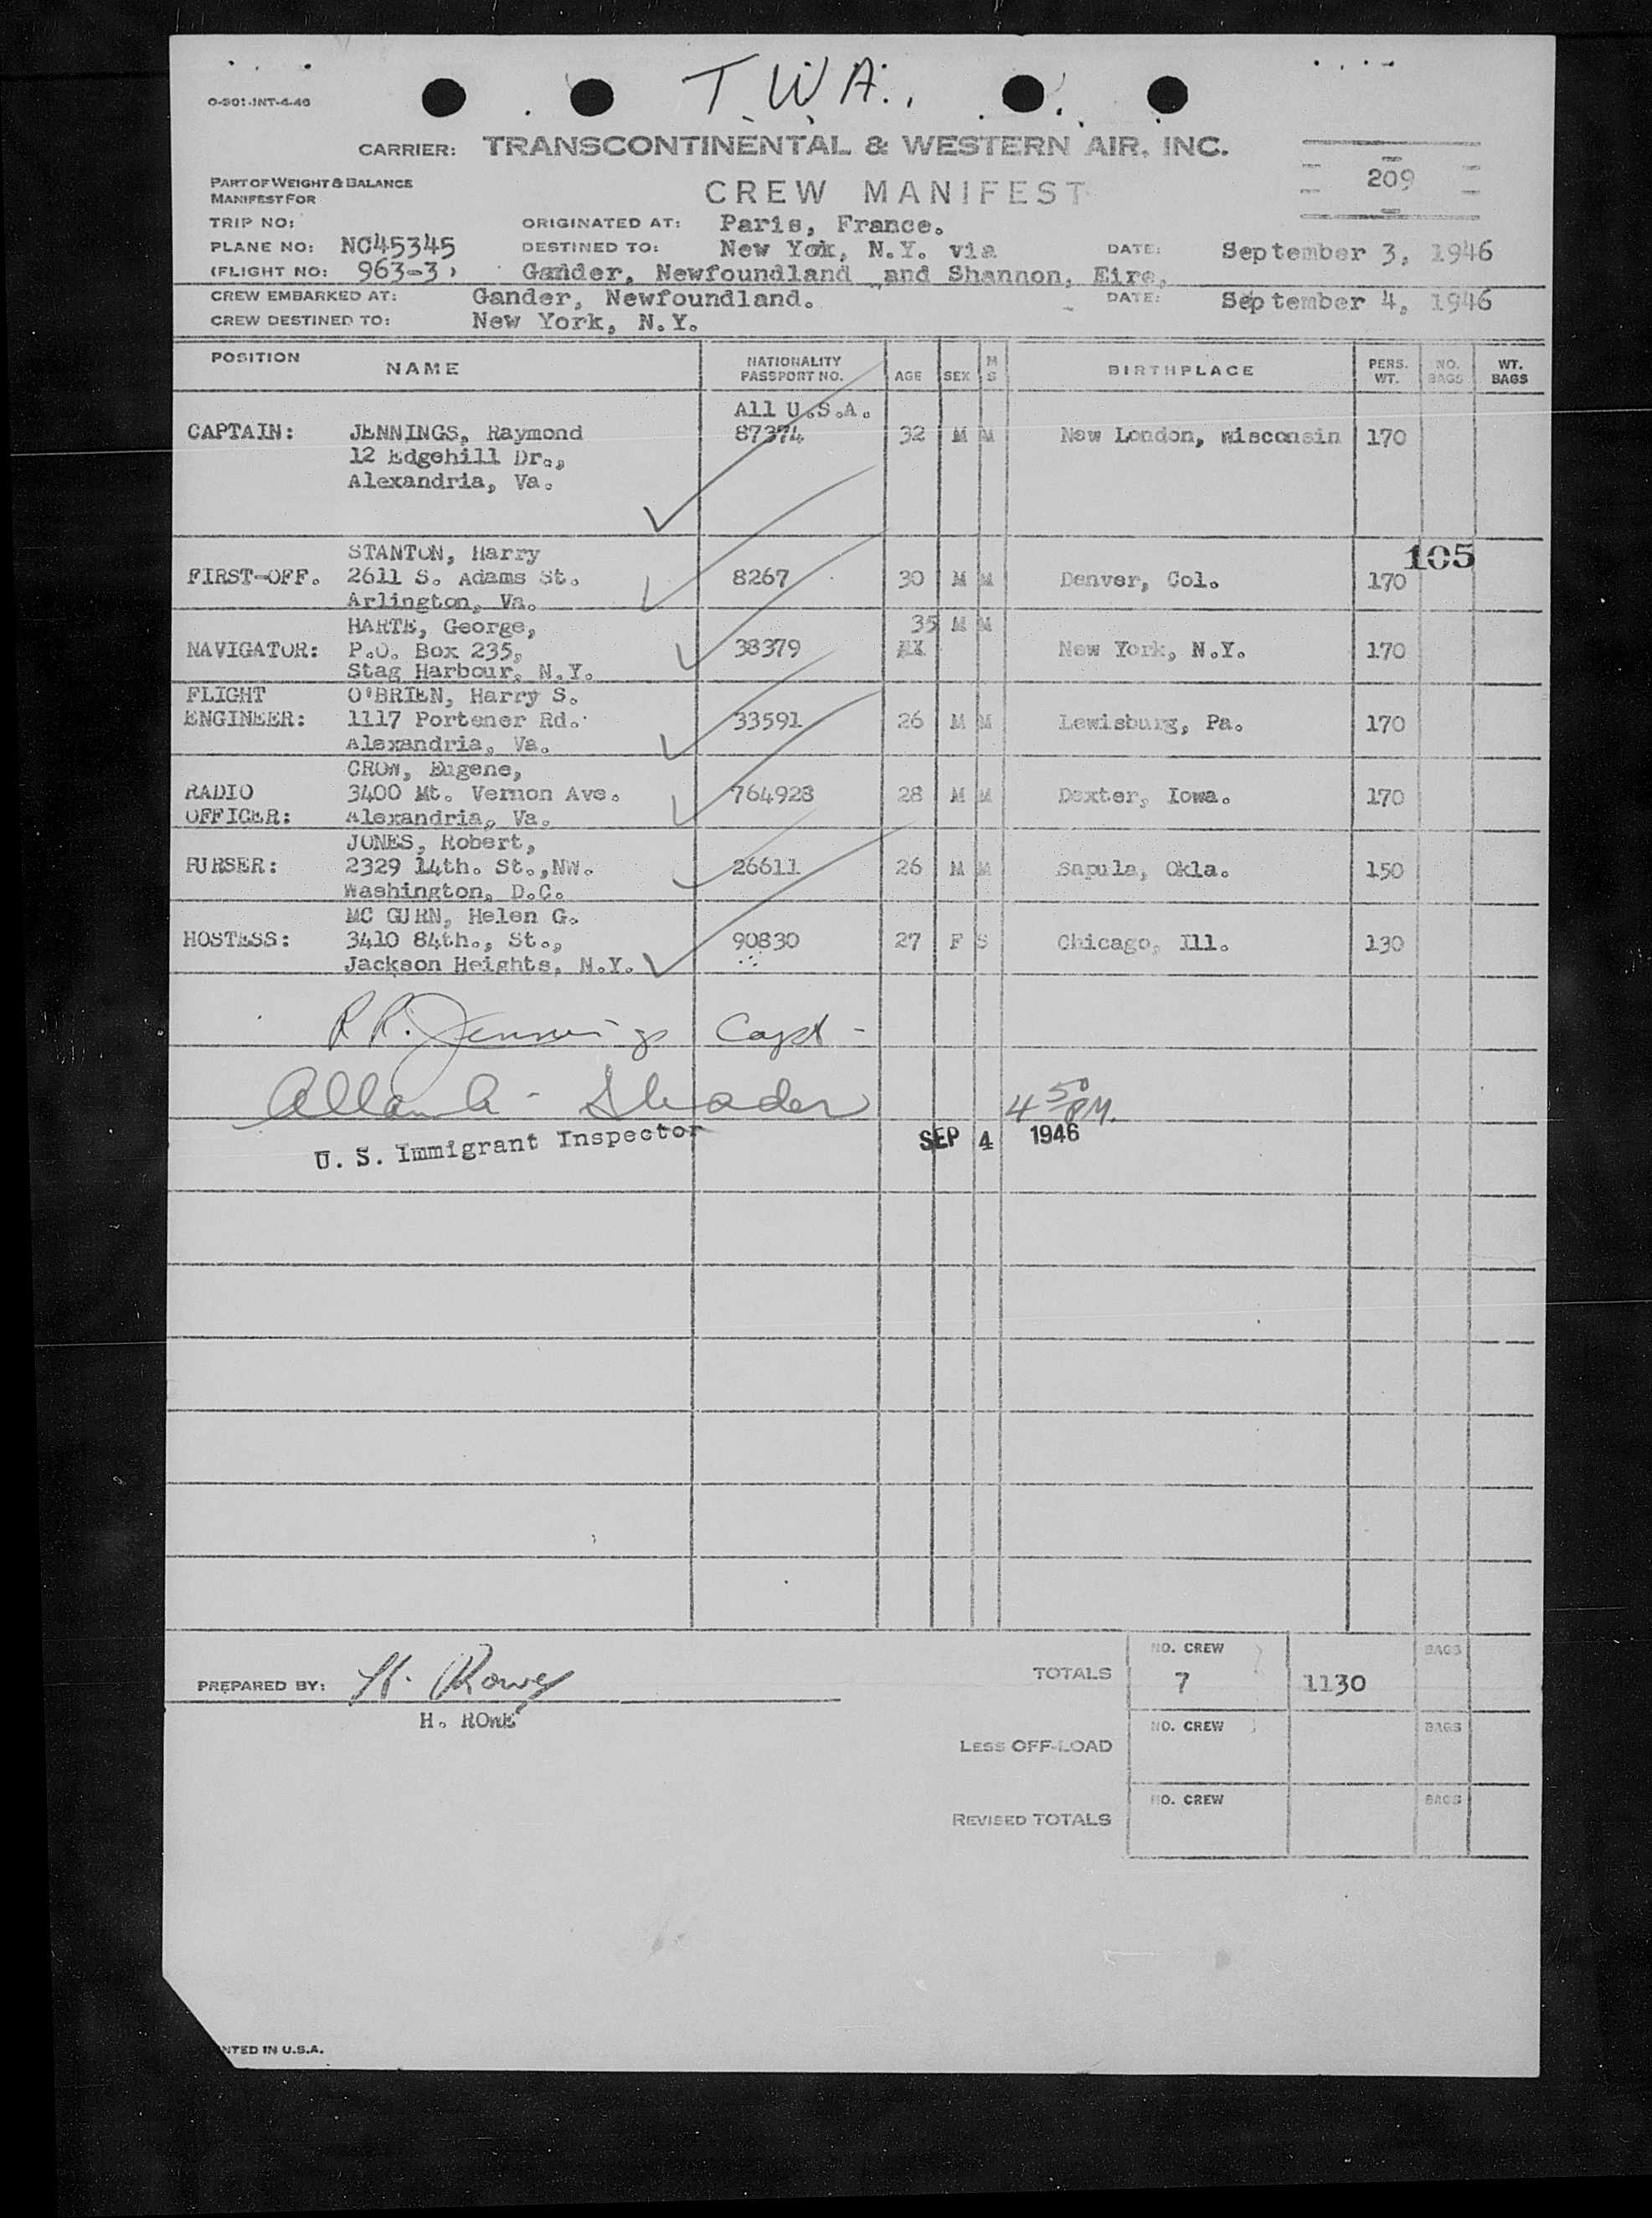 T W A.
O-901-INT-4-46
CARRIER: TRANSCONTINENTAL & WESTERN AIR, INC.
PART OF WEIGHT & BALANCE
MANIFEST FOR
CREW MANIFEST
209
TRIP NO: ORIGINATED AT: Paris, France.
PLANE NO: NC45345 DESTINED TO: New Yok, N.Y. via DATE: September 3, 1946
(FLIGHT NO: 963-3) Gander, Newfoundland and Shannon, Eire,
CREW EMBARKED AT: Gander, Newfoundland. DATE: September 4, 1946
CREW DESTINED TO: New York, N.Y.
POSITION NAME NATIONALITY PASSPORT NO. AGE SEX M S BIRTHPLACE PERS. WT. NO. BAGS WT. BAGS
All U.S.A.
CAPTAIN: JENNINGS, Raymond 87374 32 M M New London, Wisconsin 170
12 Edgehill Dr.,
Alexandria, Va.
STANTON, Harry 105
FIRST-OFF. 2611 S. Adams St. 8267 30 M M Denver, Col. 170
Arlington, Va.
HARTE, George, 35 M M
NAVIGATOR: P.O. Box 235, 38379 New York, N.Y. 170
Stag Harbour, N.Y.
FLIGHT O'BRIEN, Harry S.
ENGINEER: 1117 Portener Rd. 33591 26 M M Lewisburg, Pa. 170
Alexandria, Va.
CROW, Eugene,
RADIO 3400 Mt. Vernon Ave. 764928 28 M M Dexter, Iowa. 170
OFFICER: Alexandria, Va.
JONES, Robert,
PURSER: 2329 14th. St.,NW. 26611 26 M M Sapula, Okla. 150
Washington, D.C.
MC GURN, Helen G.
HOSTESS: 3410 84th., St., 90830 27 F S Chicago, Ill. 130
Jackson Heights, N.Y.
R R. Jennings Capt -
Allan A - Shader 4 50 PM.
U. S. Immigrant Inspector SEP 4 1946
NO. CREW BAGS
PREPARED BY: H. Rowe TOTALS 7 1130
H. ROWE
NO. CREW BAGS
LESS OFF-LOAD
NO. CREW BAGS
REVISED TOTALS
NTED IN U.S.A.